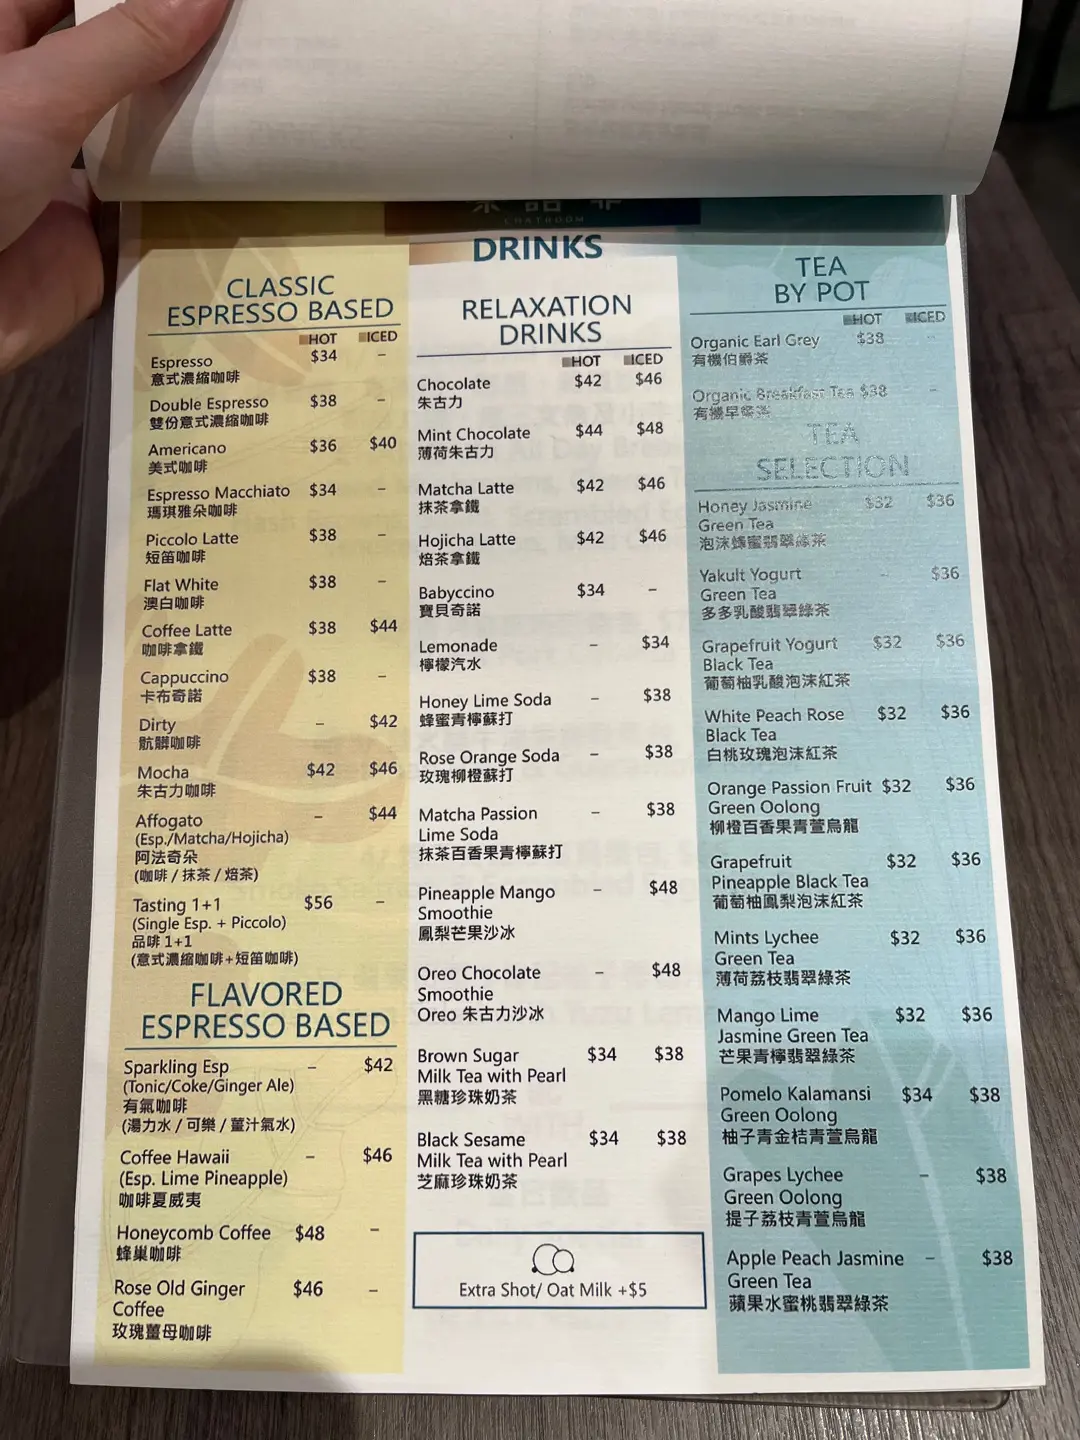 CHATROOM
DRINKS
CLASSIC
ESPRESSO BASED
HOT ICED
Espresso $34 –
意式濃縮咖啡
Double Espresso $38 –
雙份意式濃縮咖啡
Americano $36 $40
美式咖啡
Espresso Macchiato $34 –
瑪琪雅朵咖啡
Piccolo Latte $38 –
短笛咖啡
Flat White $38 –
澳白咖啡
Coffee Latte $38 $44
咖啡拿鐵
Cappuccino $38 –
卡布奇諾
Dirty – $42
骯髒咖啡
Mocha $42 $46
朱古力咖啡
Affogato – $44
(Esp./Matcha/Hojicha)
阿法奇朵
(咖啡 / 抹茶 / 焙茶)
Tasting 1+1 $56 –
(Single Esp. + Piccolo)
品啡 1+1
(意式濃縮咖啡+短笛咖啡)
FLAVORED
ESPRESSO BASED
Sparkling Esp – $42
(Tonic/Coke/Ginger Ale)
有氣咖啡
(湯力水 / 可樂 / 薑汁氣水)
Coffee Hawaii – $46
(Esp. Lime Pineapple)
咖啡夏威夷
Honeycomb Coffee $48 –
蜂巢咖啡
Rose Old Ginger $46 –
Coffee
玫瑰薑母咖啡
RELAXATION
DRINKS
HOT ICED
Chocolate $42 $46
朱古力
Mint Chocolate $44 $48
薄荷朱古力
Matcha Latte $42 $46
抹茶拿鐵
Hojicha Latte $42 $46
焙茶拿鐵
Babyccino $34 –
寶貝奇諾
Lemonade – $34
檸檬汽水
Honey Lime Soda – $38
蜂蜜青檸蘇打
Rose Orange Soda – $38
玫瑰柳橙蘇打
Matcha Passion – $38
Lime Soda
抹茶百香果青檸蘇打
Pineapple Mango – $48
Smoothie
鳳梨芒果沙冰
Oreo Chocolate – $48
Smoothie
Oreo 朱古力沙冰
Brown Sugar $34 $38
Milk Tea with Pearl
黑糖珍珠奶茶
Black Sesame $34 $38
Milk Tea with Pearl
芝麻珍珠奶茶
Extra Shot/ Oat Milk +$5
TEA
BY POT
HOT ICED
Organic Earl Grey $38 –
有機伯爵茶
Organic Breakfast Tea $38 –
有機早餐茶
TEA
SELECTION
Honey Jasmine $32 $36
Green Tea
泡沫蜂蜜翡翠綠茶
Yakult Yogurt – $36
Green Tea
多多乳酸翡翠綠茶
Grapefruit Yogurt $32 $36
Black Tea
葡萄柚乳酸泡沫紅茶
White Peach Rose $32 $36
Black Tea
白桃玫瑰泡沫紅茶
Orange Passion Fruit $32 $36
Green Oolong
柳橙百香果青萱烏龍
Grapefruit $32 $36
Pineapple Black Tea
葡萄柚鳳梨泡沫紅茶
Mints Lychee $32 $36
Green Tea
薄荷荔枝翡翠綠茶
Mango Lime $32 $36
Jasmine Green Tea
芒果青檸翡翠綠茶
Pomelo Kalamansi $34 $38
Green Oolong
柚子青金桔青萱烏龍
Grapes Lychee – $38
Green Oolong
提子荔枝青萱烏龍
Apple Peach Jasmine – $38
Green Tea
蘋果水蜜桃翡翠綠茶